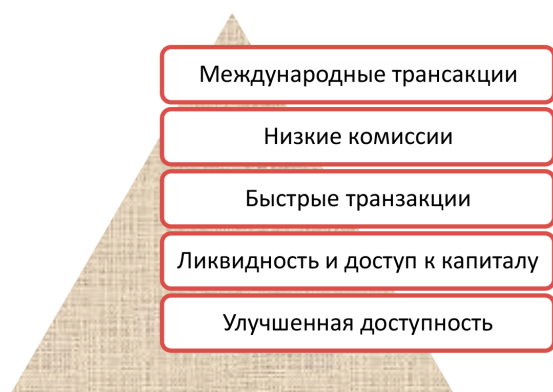 Международные трансакции
Низкие комиссии
Быстрые транзакции
Ликвидность и доступ к капиталу
Улучшенная доступность